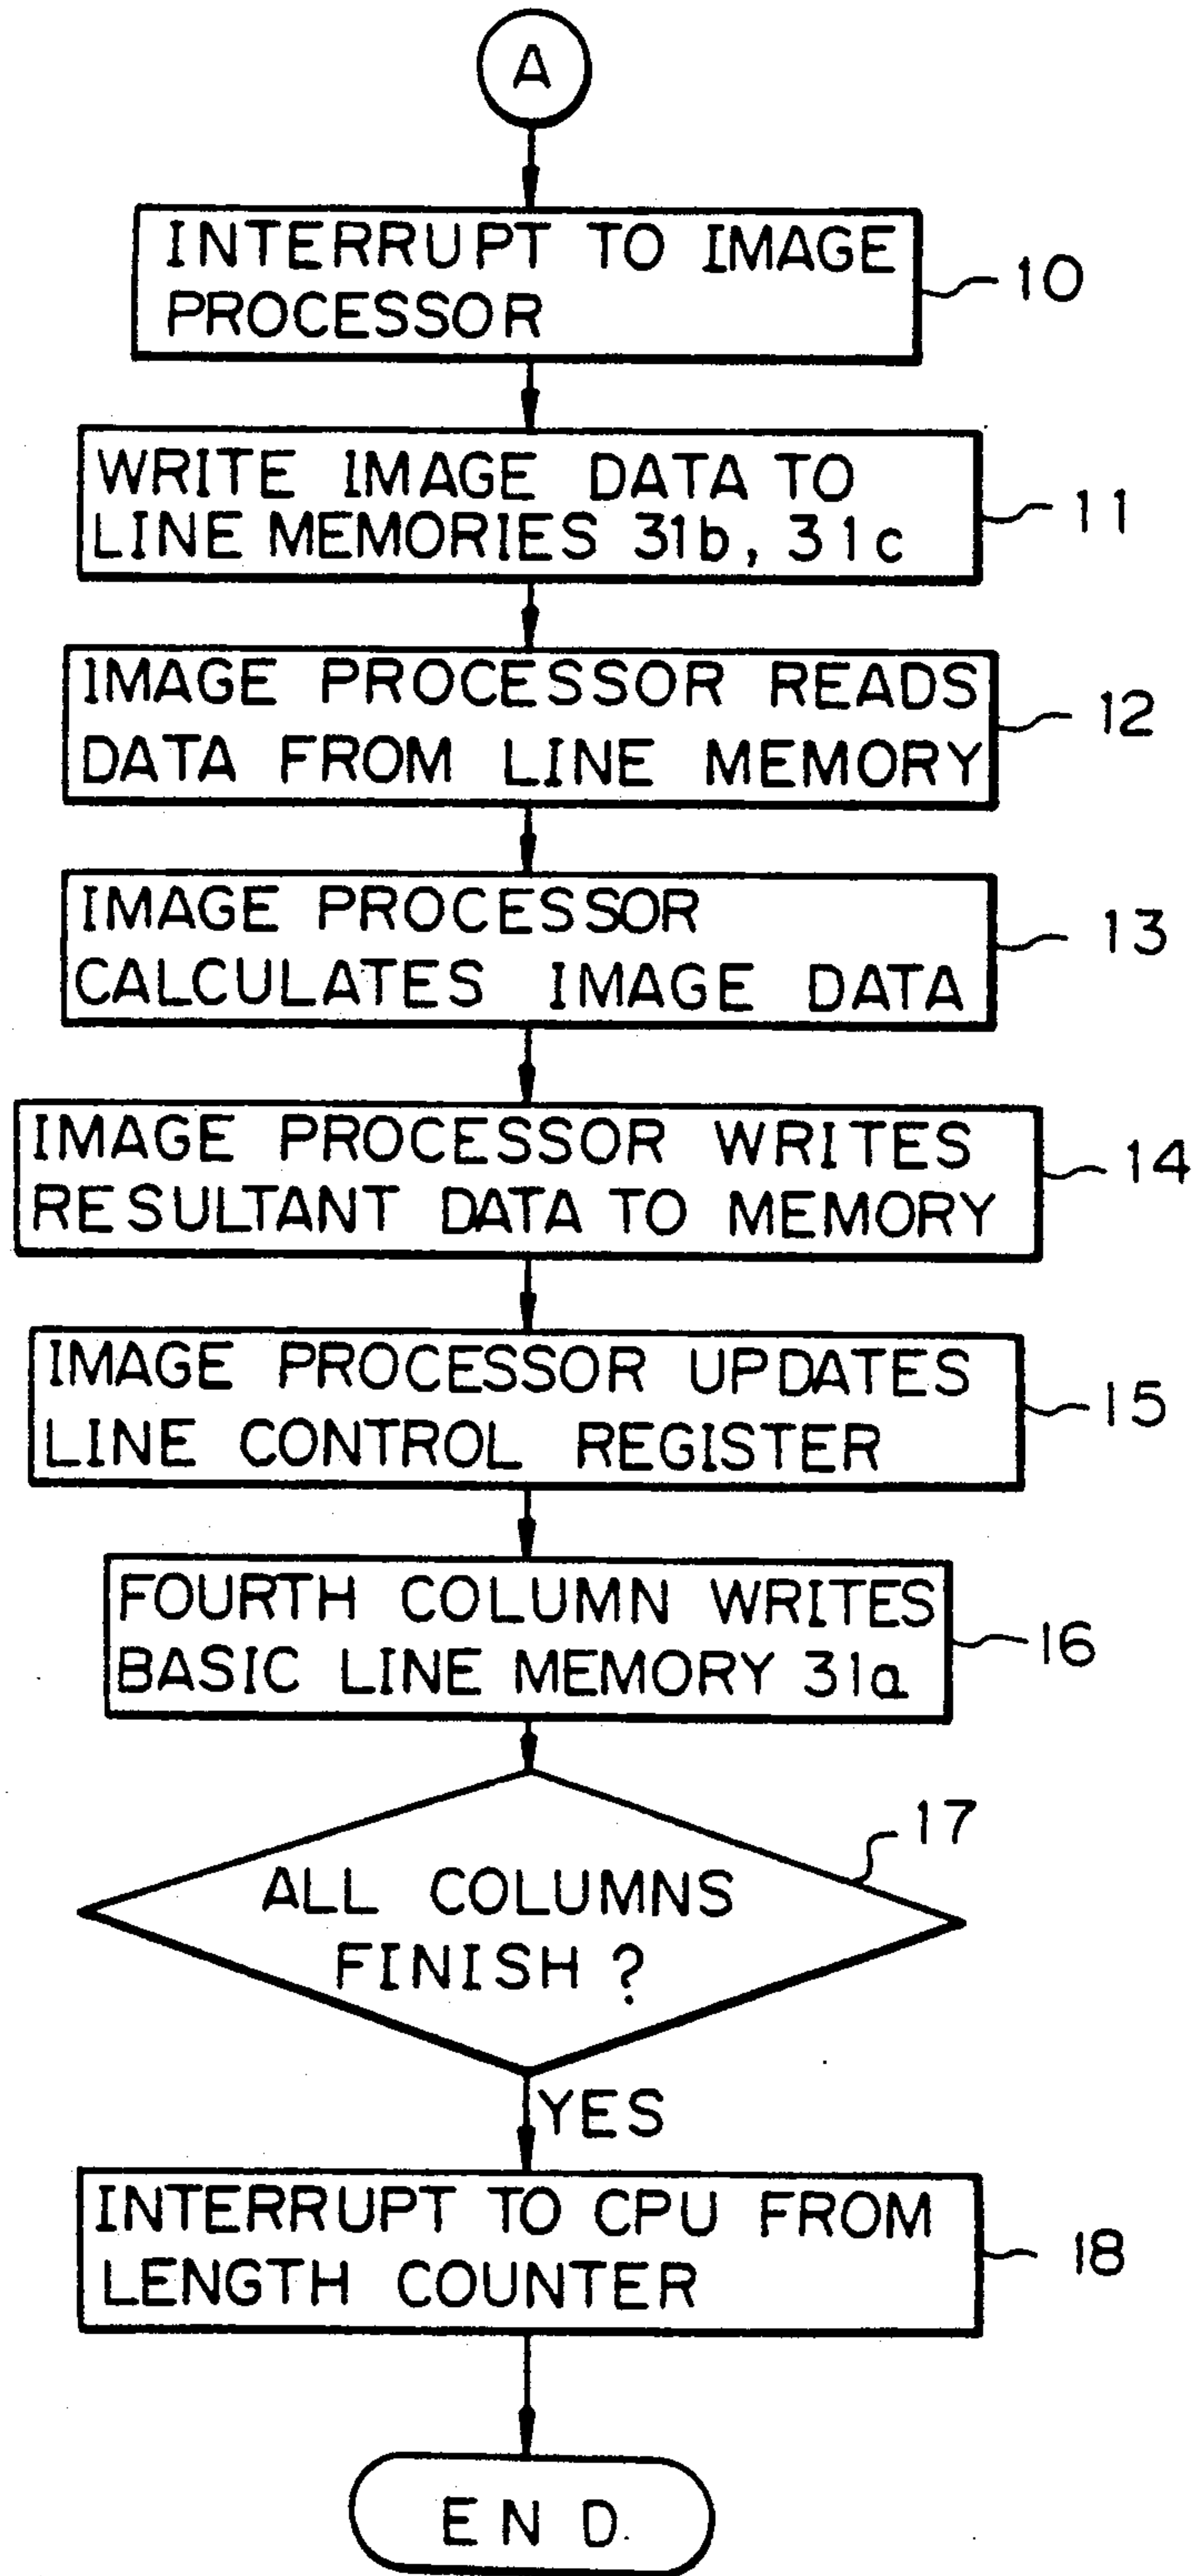 A
INTERRUPT TO IMAGE
PROCESSOR
10
WRITE IMAGE DATA TO
LINE MEMORIES 31b, 31c
11
IMAGE PROCESSOR READS
DATA FROM LINE MEMORY
12
IMAGE PROCESSOR
CALCULATES IMAGE DATA
13
IMAGE PROCESSOR WRITES
RESULTANT DATA TO MEMORY
14
IMAGE PROCESSOR UPDATES
LINE CONTROL REGISTER
15
FOURTH COLUMN WRITES
BASIC LINE MEMORY 31a
16
17
ALL COLUMNS
FINISH ?
YES
INTERRUPT TO CPU FROM
LENGTH COUNTER
18
END